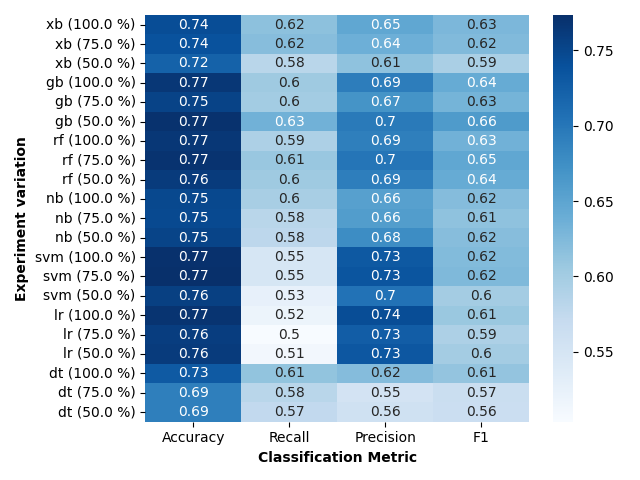 xb (100.0 %) 0.74 0.62 0.65 0.63
xb (75.0 %) 0.74 0.62 0.64 0.62
xb (50.0 %) 0.72 0.58 0.61 0.59
gb (100.0 %) 0.77 0.6 0.69 0.64
gb (75.0 %) 0.75 0.6 0.67 0.63
gb (50.0 %) 0.77 0.63 0.7 0.66
rf (100.0 %) 0.77 0.59 0.69 0.63
rf (75.0 %) 0.77 0.61 0.7 0.65
rf (50.0 %) 0.76 0.6 0.69 0.64
nb (100.0 %) 0.75 0.6 0.66 0.62
nb (75.0 %) 0.75 0.58 0.66 0.61
nb (50.0 %) 0.75 0.58 0.68 0.62
svm (100.0 %) 0.77 0.55 0.73 0.62
svm (75.0 %) 0.77 0.55 0.73 0.62
svm (50.0 %) 0.76 0.53 0.7 0.6
lr (100.0 %) 0.77 0.52 0.74 0.61
lr (75.0 %) 0.76 0.5 0.73 0.59
lr (50.0 %) 0.76 0.51 0.73 0.6
dt (100.0 %) 0.73 0.61 0.62 0.61
dt (75.0 %) 0.69 0.58 0.55 0.57
dt (50.0 %) 0.69 0.57 0.56 0.56
Accuracy Recall Precision F1
Classification Metric
Experiment variation
0.75
0.70
0.65
0.60
0.55